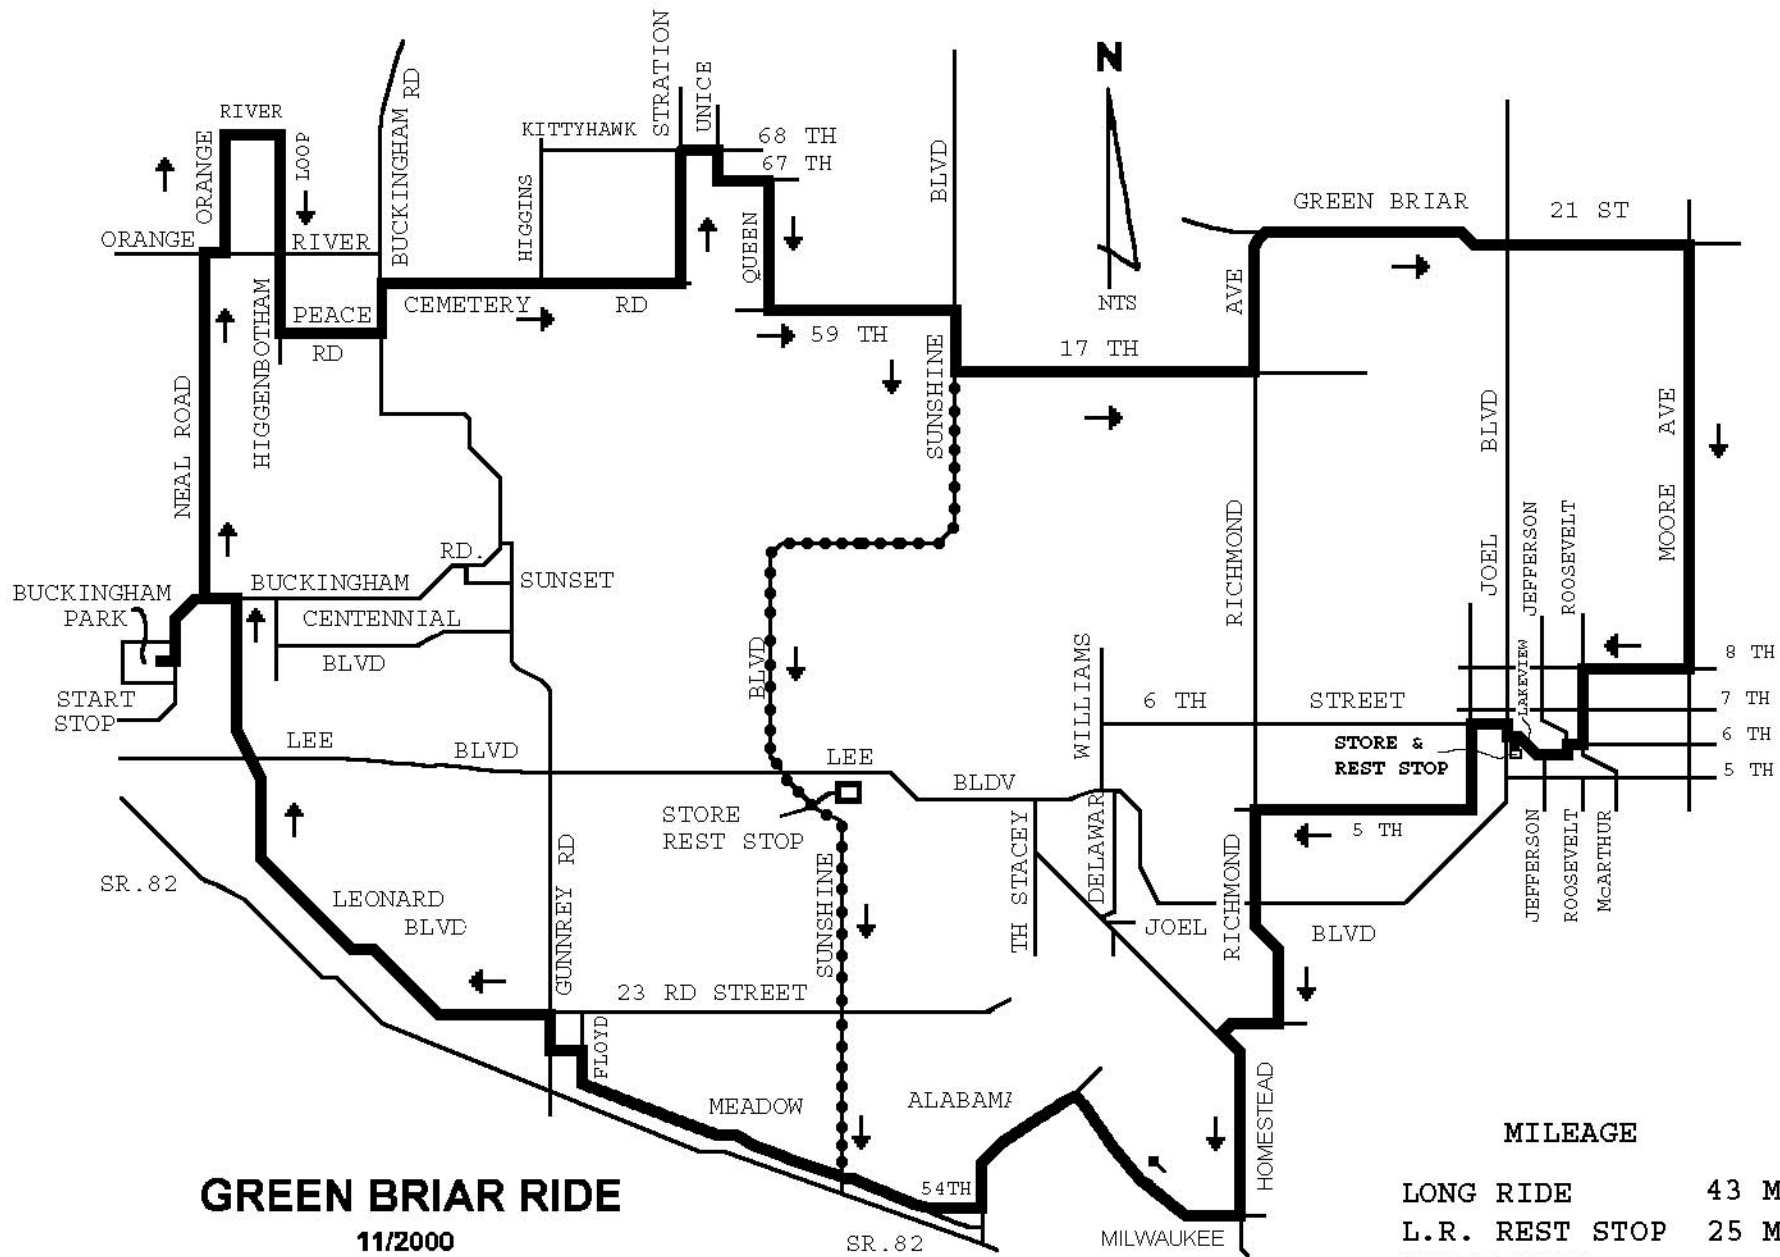 N
NTS
RIVER
ORANGE
LOOP
ORANGE
RIVER
BUCKINGHAM RD
KITTYHAWK
STRATION
UNICE
68 TH
67 TH
HIGGINS
QUEEN
BLVD
CEMETERY RD
PEACE
RD
HIGGENBOTHAM
NEAL ROAD
59 TH
SUNSHINE
17 TH
AVE
GREEN BRIAR
21 ST
BLVD
JOEL
AVE
MOORE
RICHMOND
JEFFERSON
ROOSEVELT
LAKEVIEW
8 TH
7 TH
6 TH
5 TH
BUCKINGHAM
PARK
START
STOP
BUCKINGHAM
RD.
SUNSET
CENTENNIAL
BLVD
BLVD
WILLIAMS
6 TH STREET
STORE &
REST STOP
LEE BLVD
LEE
BLDV
STORE
REST STOP
5 TH
JEFFERSON
ROOSEVELT
McARTHUR
SR.82
LEONARD
BLVD
GUNNREY RD
SUNSHINE
TH STACEY
DELAWAR
JOEL
RICHMOND
BLVD
23 RD STREET
FLOYD
MEADOW
ALABAMA
HOMESTEAD
54TH
MILWAUKEE
SR.82
GREEN BRIAR RIDE
11/2000
MILEAGE
LONG RIDE 43 M
L.R. REST STOP 25 M